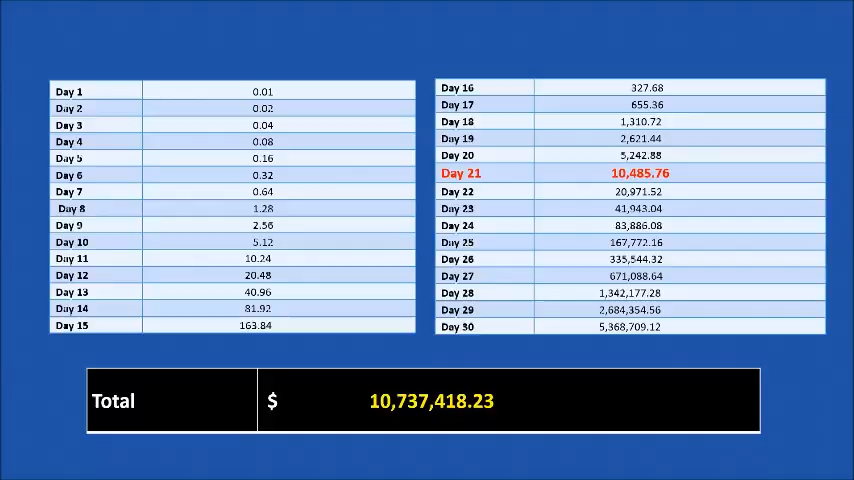 Day 1 0.01
Day 2 0.02
Day 3 0.04
Day 4 0.08
Day 5 0.16
Day 6 0.32
Day 7 0.64
Day 8 1.28
Day 9 2.56
Day 10 5.12
Day 11 10.24
Day 12 20.48
Day 13 40.96
Day 14 81.92
Day 15 163.84
Day 16 327.68
Day 17 655.36
Day 18 1,310.72
Day 19 2,621.44
Day 20 5,242.88
Day 21 10,485.76
Day 22 20,971.52
Day 23 41,943.04
Day 24 83,886.08
Day 25 167,772.16
Day 26 335,544.32
Day 27 671,088.64
Day 28 1,342,177.28
Day 29 2,684,354.56
Day 30 5,368,709.12
Total $ 10,737,418.23